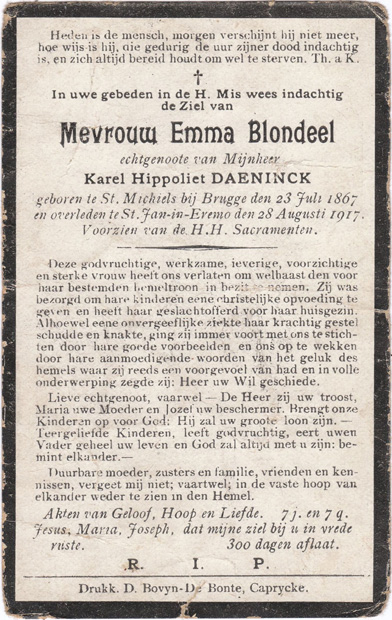 Heden is de mensch, morgen verschijnt hij niet meer,
hoe wijs is hij, die gedurig de uur zijner dood indachtig
is, en zich altijd bereid houdt om wel te sterven. Th. a K.
In uwe gebeden in de H. Mis wees indachtig
de Ziel van
Mevrouw Emma Blondeel
echtgenoote van Mijnheer
Karel Hippoliet DAENINCK
geboren te St. Michiels bij Brugge den 23 Juli 1867
en overleden te St. Jan-in-Eremo den 28 Augusti 1917.
Voorzien van de H.H. Sacramenten.
Deze godvruchtige, werkzame, ieverige, voorzichtige
en sterke vrouw heeft ons verlaten om welhaast den voor
haar bestemden hemeltroon in bezit te nemen. Zij was
bezorgd om hare kinderen eene christelijke opvoeding te
geven en heeft haar geslachtofferd voor haar huisgezin.
Alhoewel eene onvergeeflijke ziekte haar krachtig gestel
schudde en knakte, ging zij immer voort met ons te stich-
ten door hare goede voorbeelden en ons op te wekken
door hare aanmoedigende woorden van het geluk des
hemels waar zij reeds een voorgevoel van had en in volle
onderwerping zegde zij: Heer uw Wil geschiede.
Lieve echtgenoot, vaarwel — De Heer zij uw troost,
Maria uwe Moeder en Jozef uw beschermer. Brengt onze
Kinderen op voor God: Hij zal uw groote loon zijn. —
Teergeliefde Kinderen, leeft godvruchtig, eert uwen
Vader geheel uw leven en God zal altijd met u zijn: be-
mint elkander.—
Duurbare moeder, zusters en familie, vrienden en ken-
nissen, vergeet mij niet; vaartwel; in de vaste hoop van
elkander weder te zien in den Hemel.
Akten van Geloof, Hoop en Liefde. 7 j. en 7 q.
Jesus, Maria, Joseph, dat mijne ziel bij u in vrede
ruste. 300 dagen aflaat.
R. I. P.
Drukk. D. Bovyn-De Bonte, Caprycke.